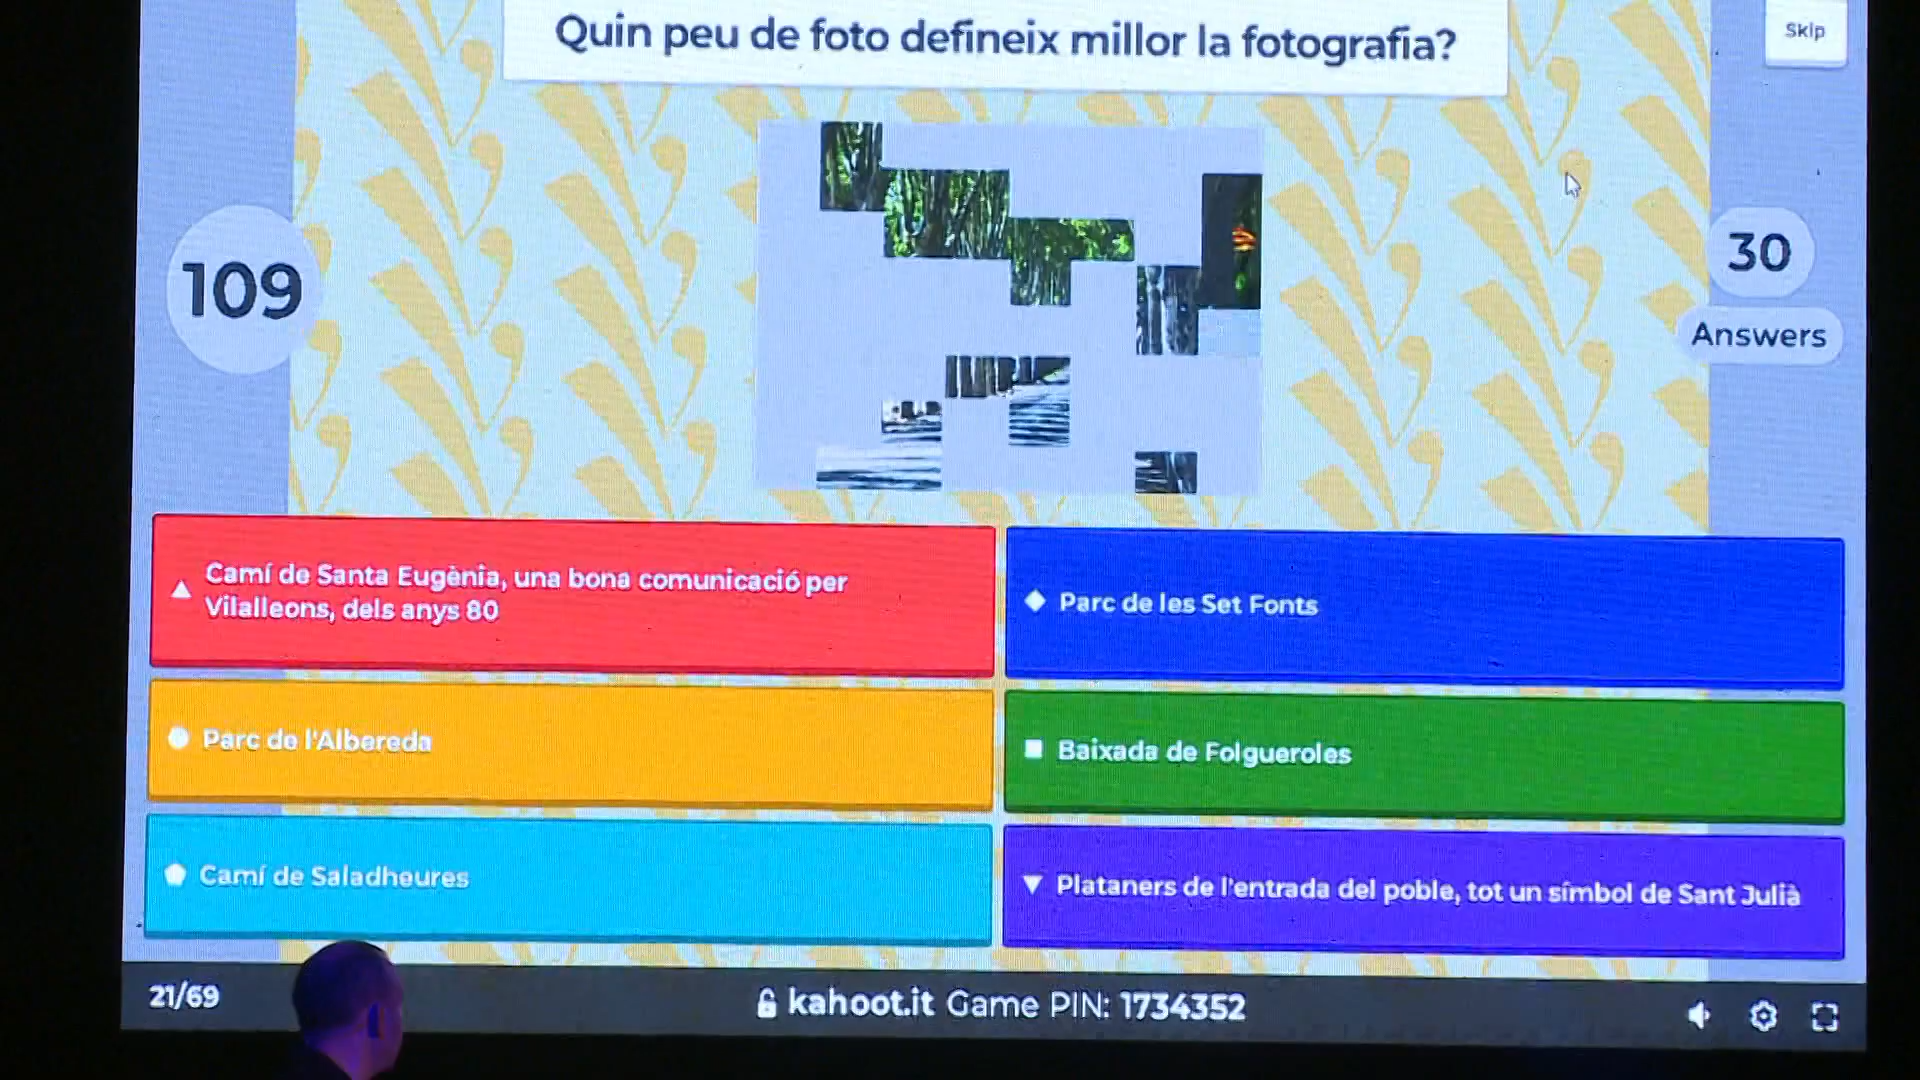 Quin peu de foto defineix millor la fotografia?
Skip
109
30
Answers
Camí de Santa Eugènia, una bona comunicació per
Vilalleons, dels anys 80
Parc de les Set Fonts
Parc de l'Albereda
Baixada de Folgueroles
Camí de Saladheures
Plataners de l'entrada del poble, tot un símbol de Sant Julià
21/69
kahoot.it Game PIN: 1734352